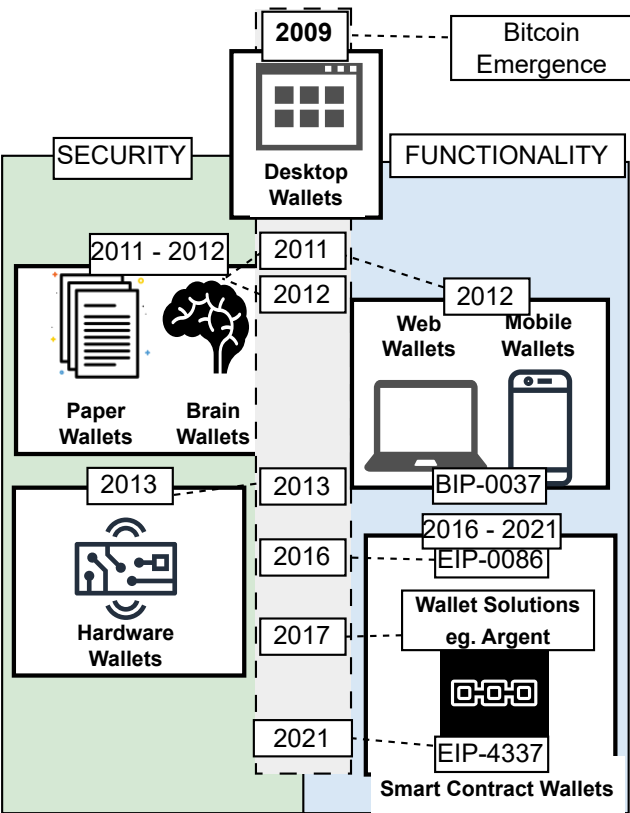 2009
Bitcoin
Emergence
SECURITY
FUNCTIONALITY
Desktop
Wallets
2011 - 2012
2011
2012
2012
Paper
Wallets
Brain
Wallets
Web
Wallets
Mobile
Wallets
BIP-0037
2013
2013
Hardware
Wallets
2016 - 2021
2016
EIP-0086
2017
Wallet Solutions
eg. Argent
2021
EIP-4337
Smart Contract Wallets